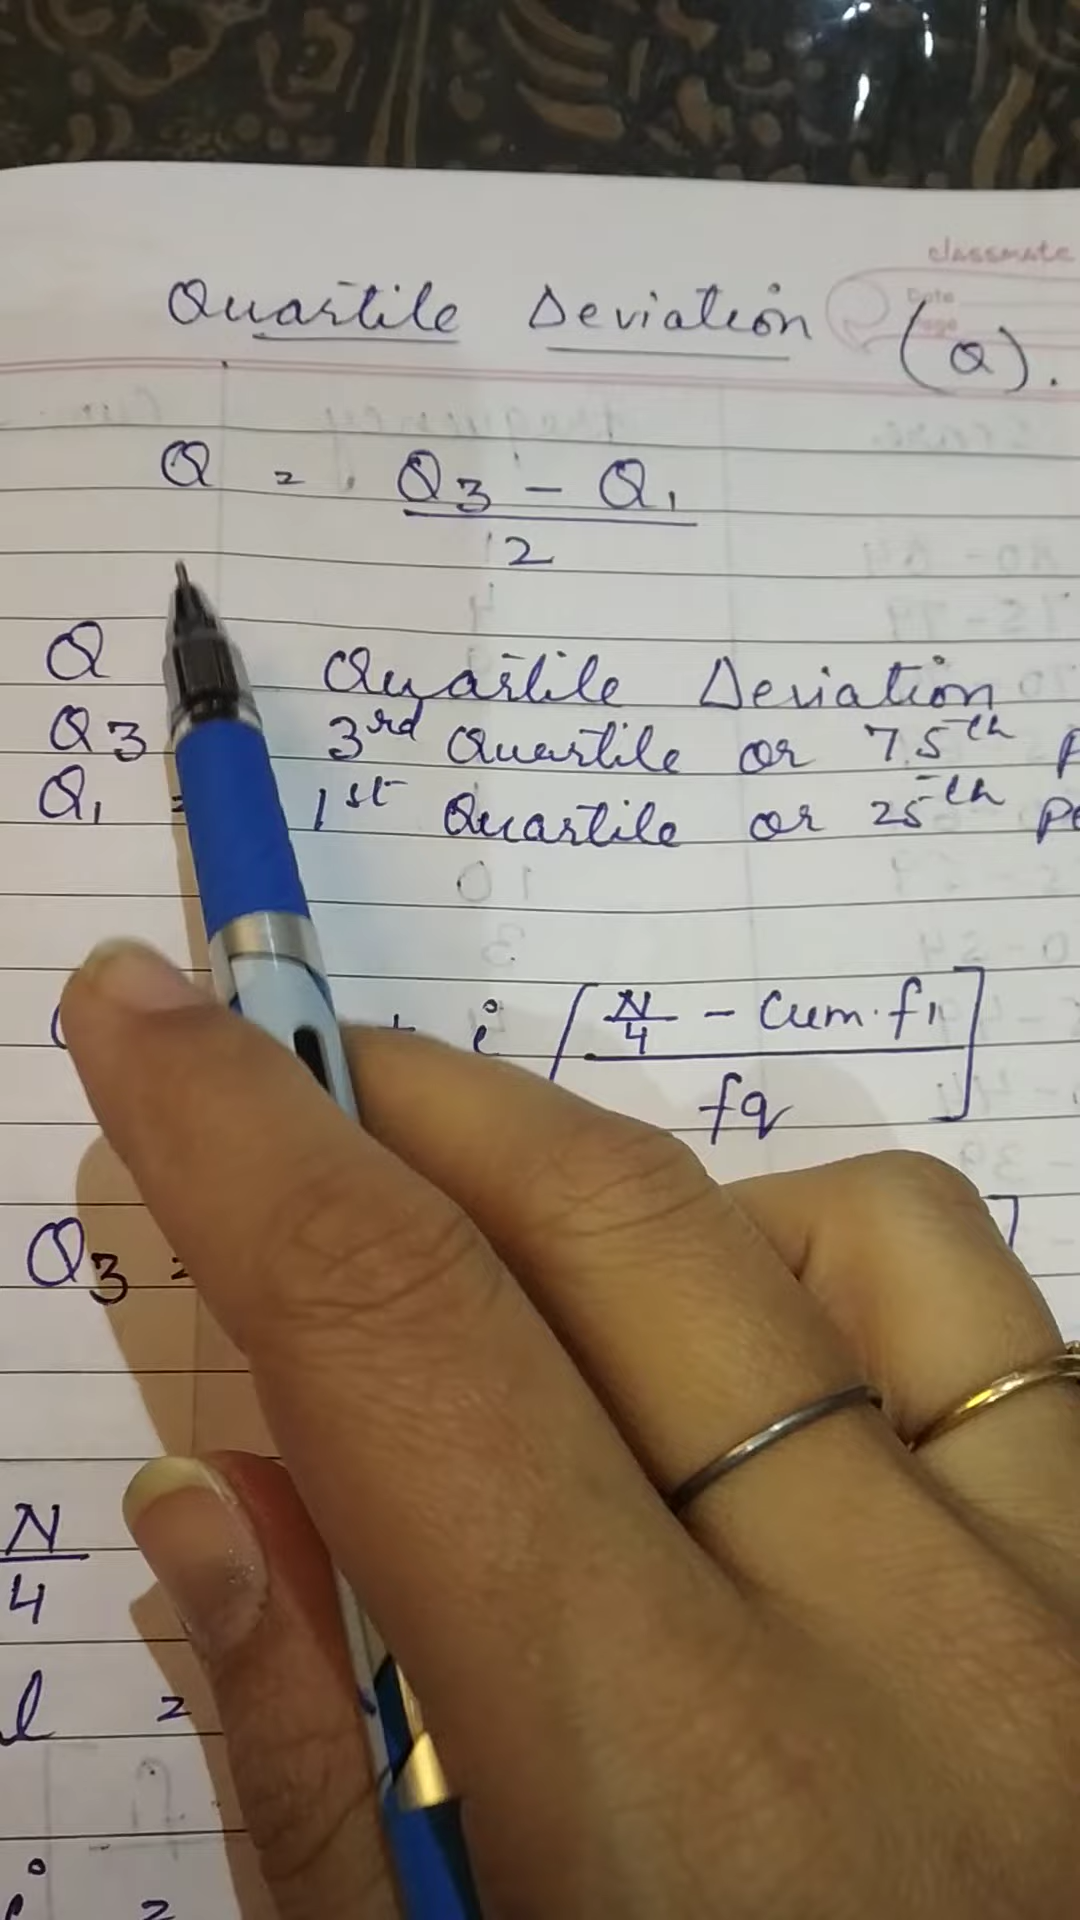 classmate
Date
Page
Quartile Deviation (Q).
Q = Q3 - Q1
2
Q Quartile Deviation
Q3 3rd Quartile or 75th P
Q1 = 1st Quartile or 25th Pe
+ i [ N/4 - Cum.f1
fq ]
Q3 =
N
4
l =
i =